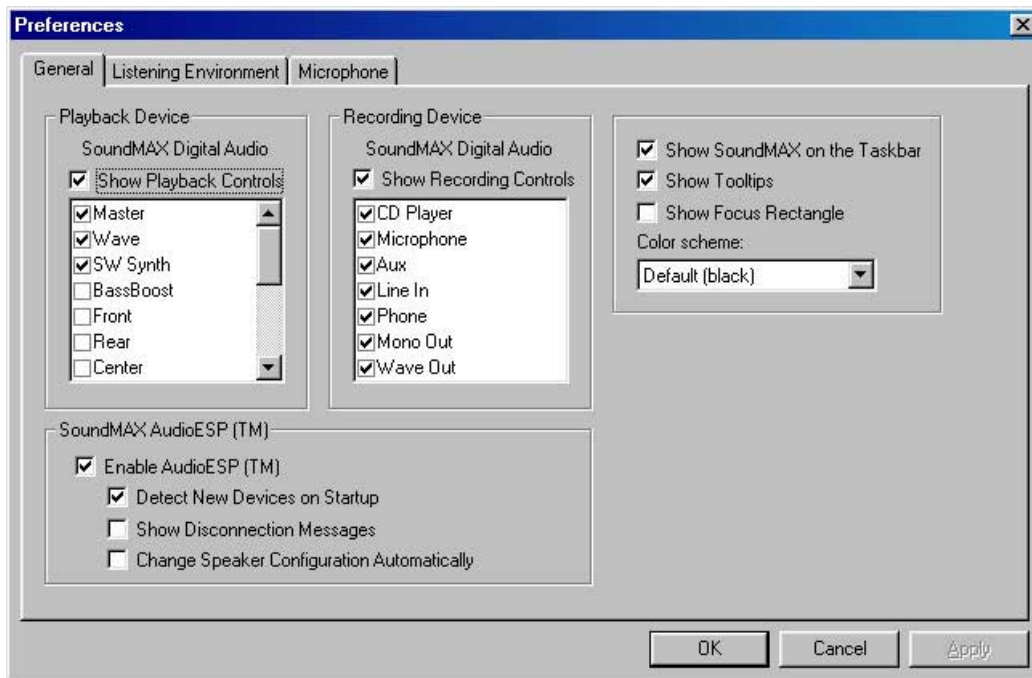 Preferences
General
Listening Environment
Microphone
Playback Device
SoundMAX Digital Audio
Show Playback Controls
Master
Wave
SW Synth
BassBoost
Front
Rear
Center
Recording Device
SoundMAX Digital Audio
Show Recording Controls
CD Player
Microphone
Aux
Line In
Phone
Mono Out
Wave Out
Show SoundMAX on the Taskbar
Show Tooltips
Show Focus Rectangle
Color scheme:
Default (black)
SoundMAX AudioESP (TM)
Enable AudioESP (TM)
Detect New Devices on Startup
Show Disconnection Messages
Change Speaker Configuration Automatically
OK
Cancel
Apply